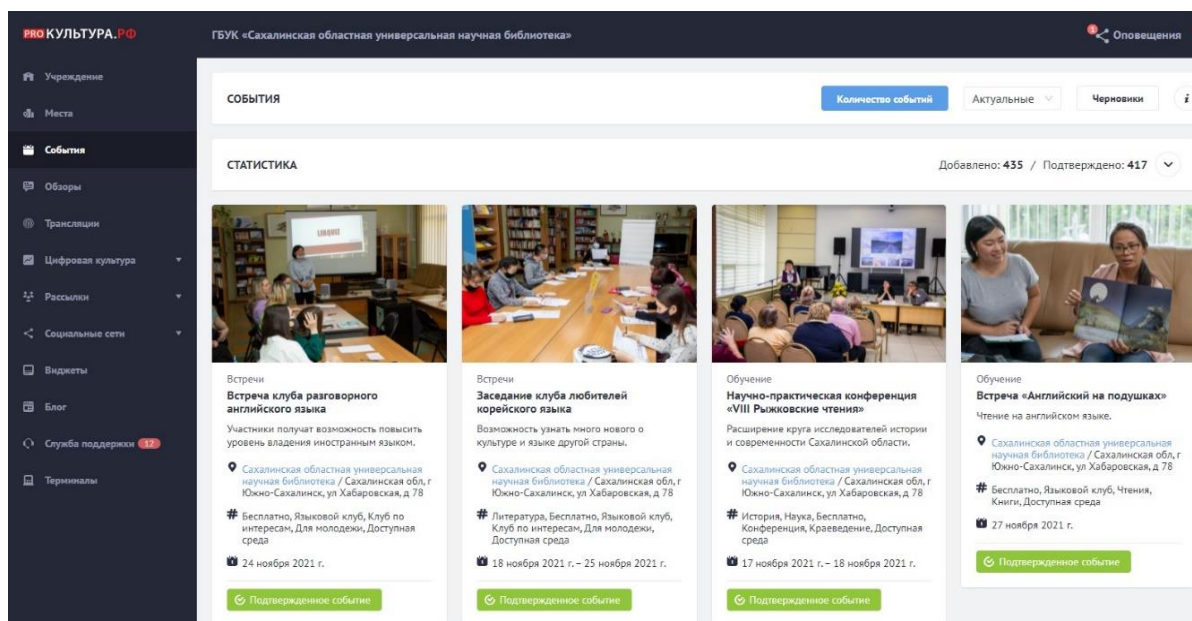 PRO КУЛЬТУРА.РФ
ГБУК «Сахалинская областная универсальная научная библиотека»
Оповещения
Учреждение
Места
События
Обзоры
Трансляции
Цифровая культура
Рассылки
Социальные сети
Виджеты
Блог
Служба поддержки 12
Терминалы
СОБЫТИЯ
Количество событий
Актуальные
Черновики
i
СТАТИСТИКА
Добавлено: 435 / Подтверждено: 417
LINGVIZ
Встречи
Встреча клуба разговорного
английского языка
Участники получат возможность повысить
уровень владения иностранным языком.
Сахалинская областная универсальная
научная библиотека / Сахалинская обл, г
Южно-Сахалинск, ул Хабаровская, д 78
# Бесплатно, Языковой клуб, Клуб по
интересам, Для молодежи, Доступная
среда
24 ноября 2021 г.
Подтвержденное событие
Встречи
Заседание клуба любителей
корейского языка
Возможность узнать много нового о
культуре и языке другой страны.
Сахалинская областная универсальная
научная библиотека / Сахалинская обл, г
Южно-Сахалинск, ул Хабаровская, д 78
# Литература, Бесплатно, Языковой клуб,
Клуб по интересам, Для молодежи,
Доступная среда
18 ноября 2021 г. – 25 ноября 2021 г.
Подтвержденное событие
Обучение
Научно-практическая конференция
«VIII Рыжковские чтения»
Расширение круга исследователей истории
и современности Сахалинской области.
Сахалинская областная универсальная
научная библиотека / Сахалинская обл, г
Южно-Сахалинск, ул Хабаровская, д 78
# История, Наука, Бесплатно,
Конференция, Краеведение, Доступная
среда
17 ноября 2021 г. – 18 ноября 2021 г.
Подтвержденное событие
Обучение
Встреча «Английский на подушках»
Чтение на английском языке.
Сахалинская областная универсальная
научная библиотека / Сахалинская обл, г
Южно-Сахалинск, ул Хабаровская, д 78
# Бесплатно, Языковой клуб, Чтения,
Книги, Доступная среда
27 ноября 2021 г.
Подтвержденное событие